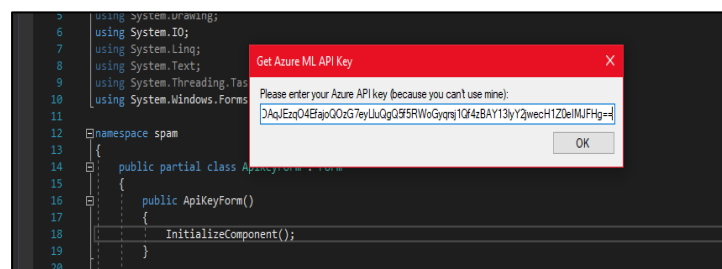 5 using System.Drawing;
6 using System.IO;
7 using System.Linq;
8 using System.Text;
9 using System.Threading.Tas
10 using System.Windows.Forms
11
12 namespace spam
13 {
14 public partial class ApiKeyForm : Form
15 {
16 public ApiKeyForm()
17 {
18 InitializeComponent();
19 }
20
Get Azure ML API Key
Please enter your Azure API key (because you can't use mine):
OK